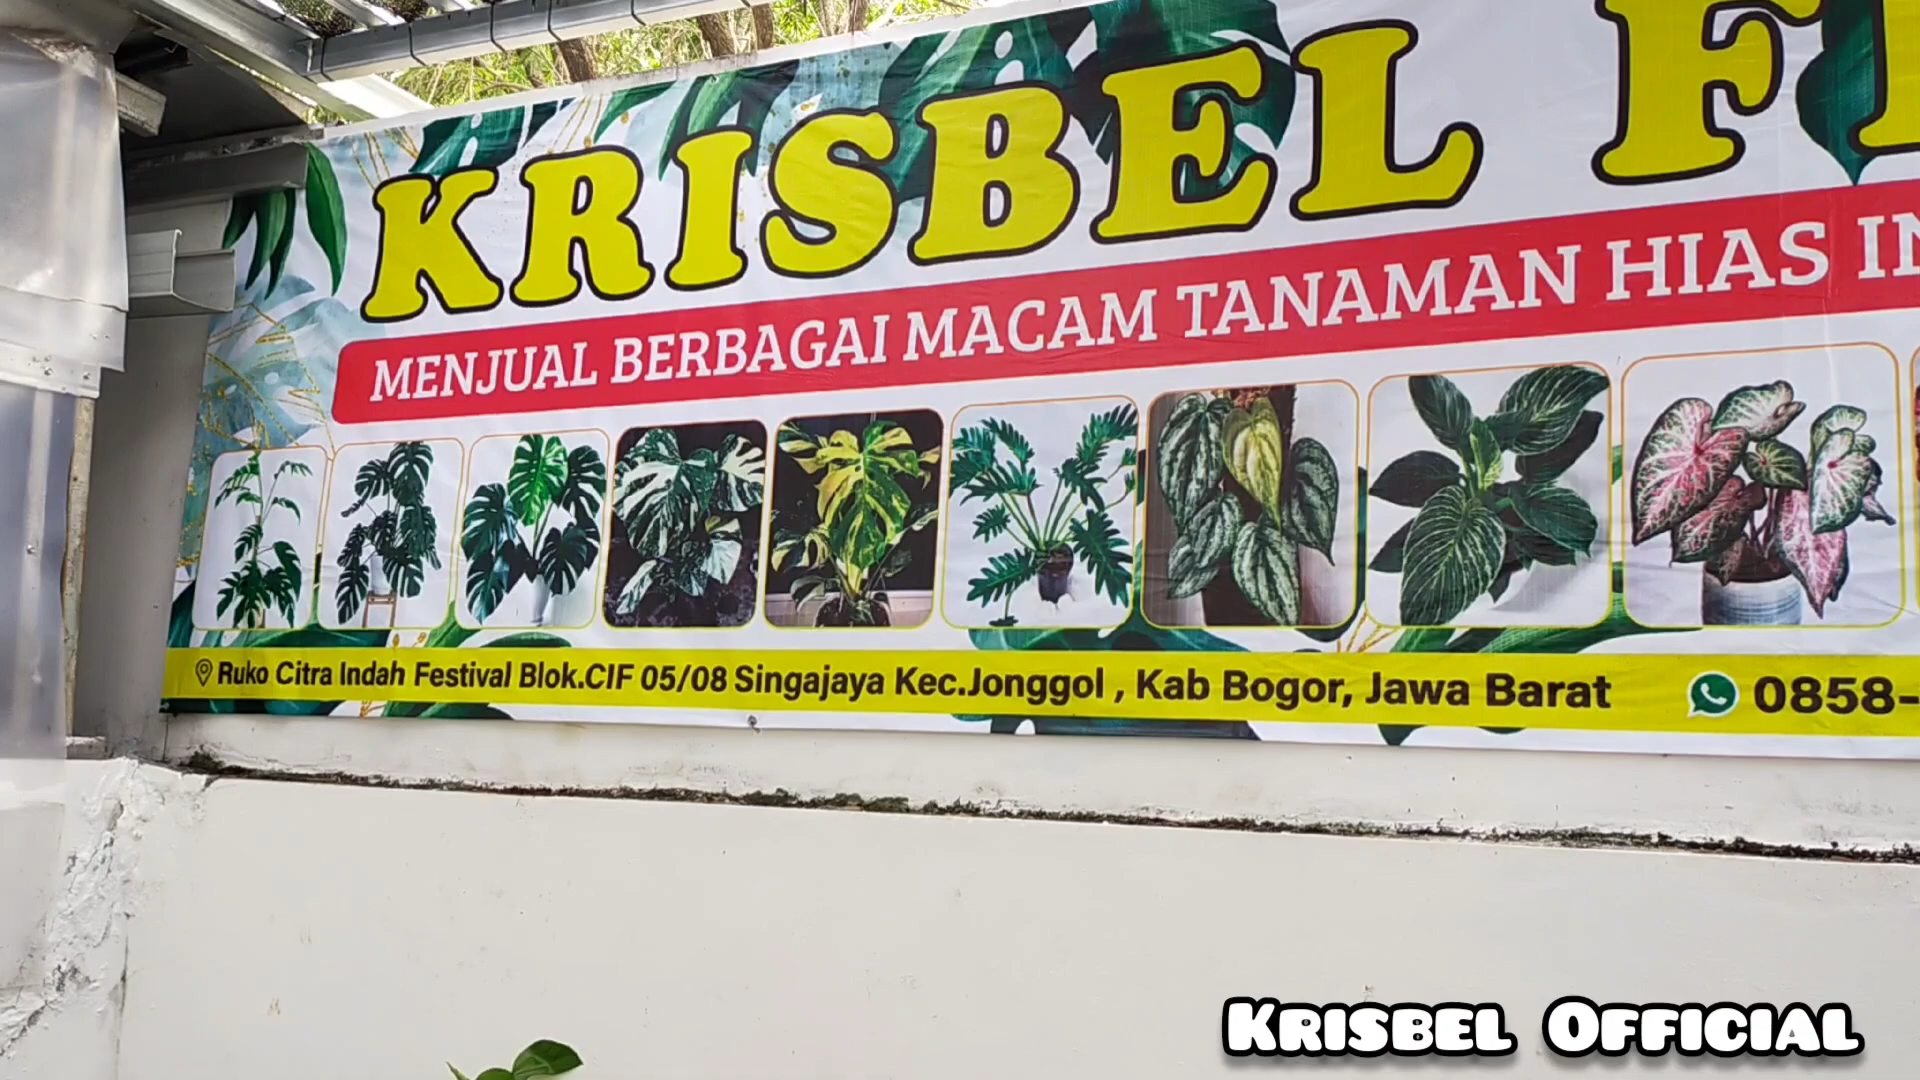 KRISBEL
MENJUAL BERBAGAI MACAM TANAMAN HIAS
Ruko Citra Indah Festival Blok.CIF 05/08 Singajaya Kec.Jonggol , Kab Bogor, Jawa Barat
0858-
KRISBEL OFFICIAL